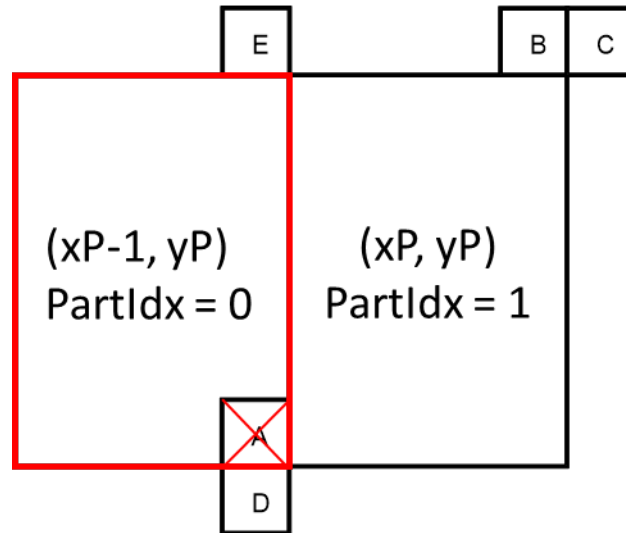 E
B
C
(xP-1, yP)
PartIdx = 0
(xP, yP)
PartIdx = 1
A
D